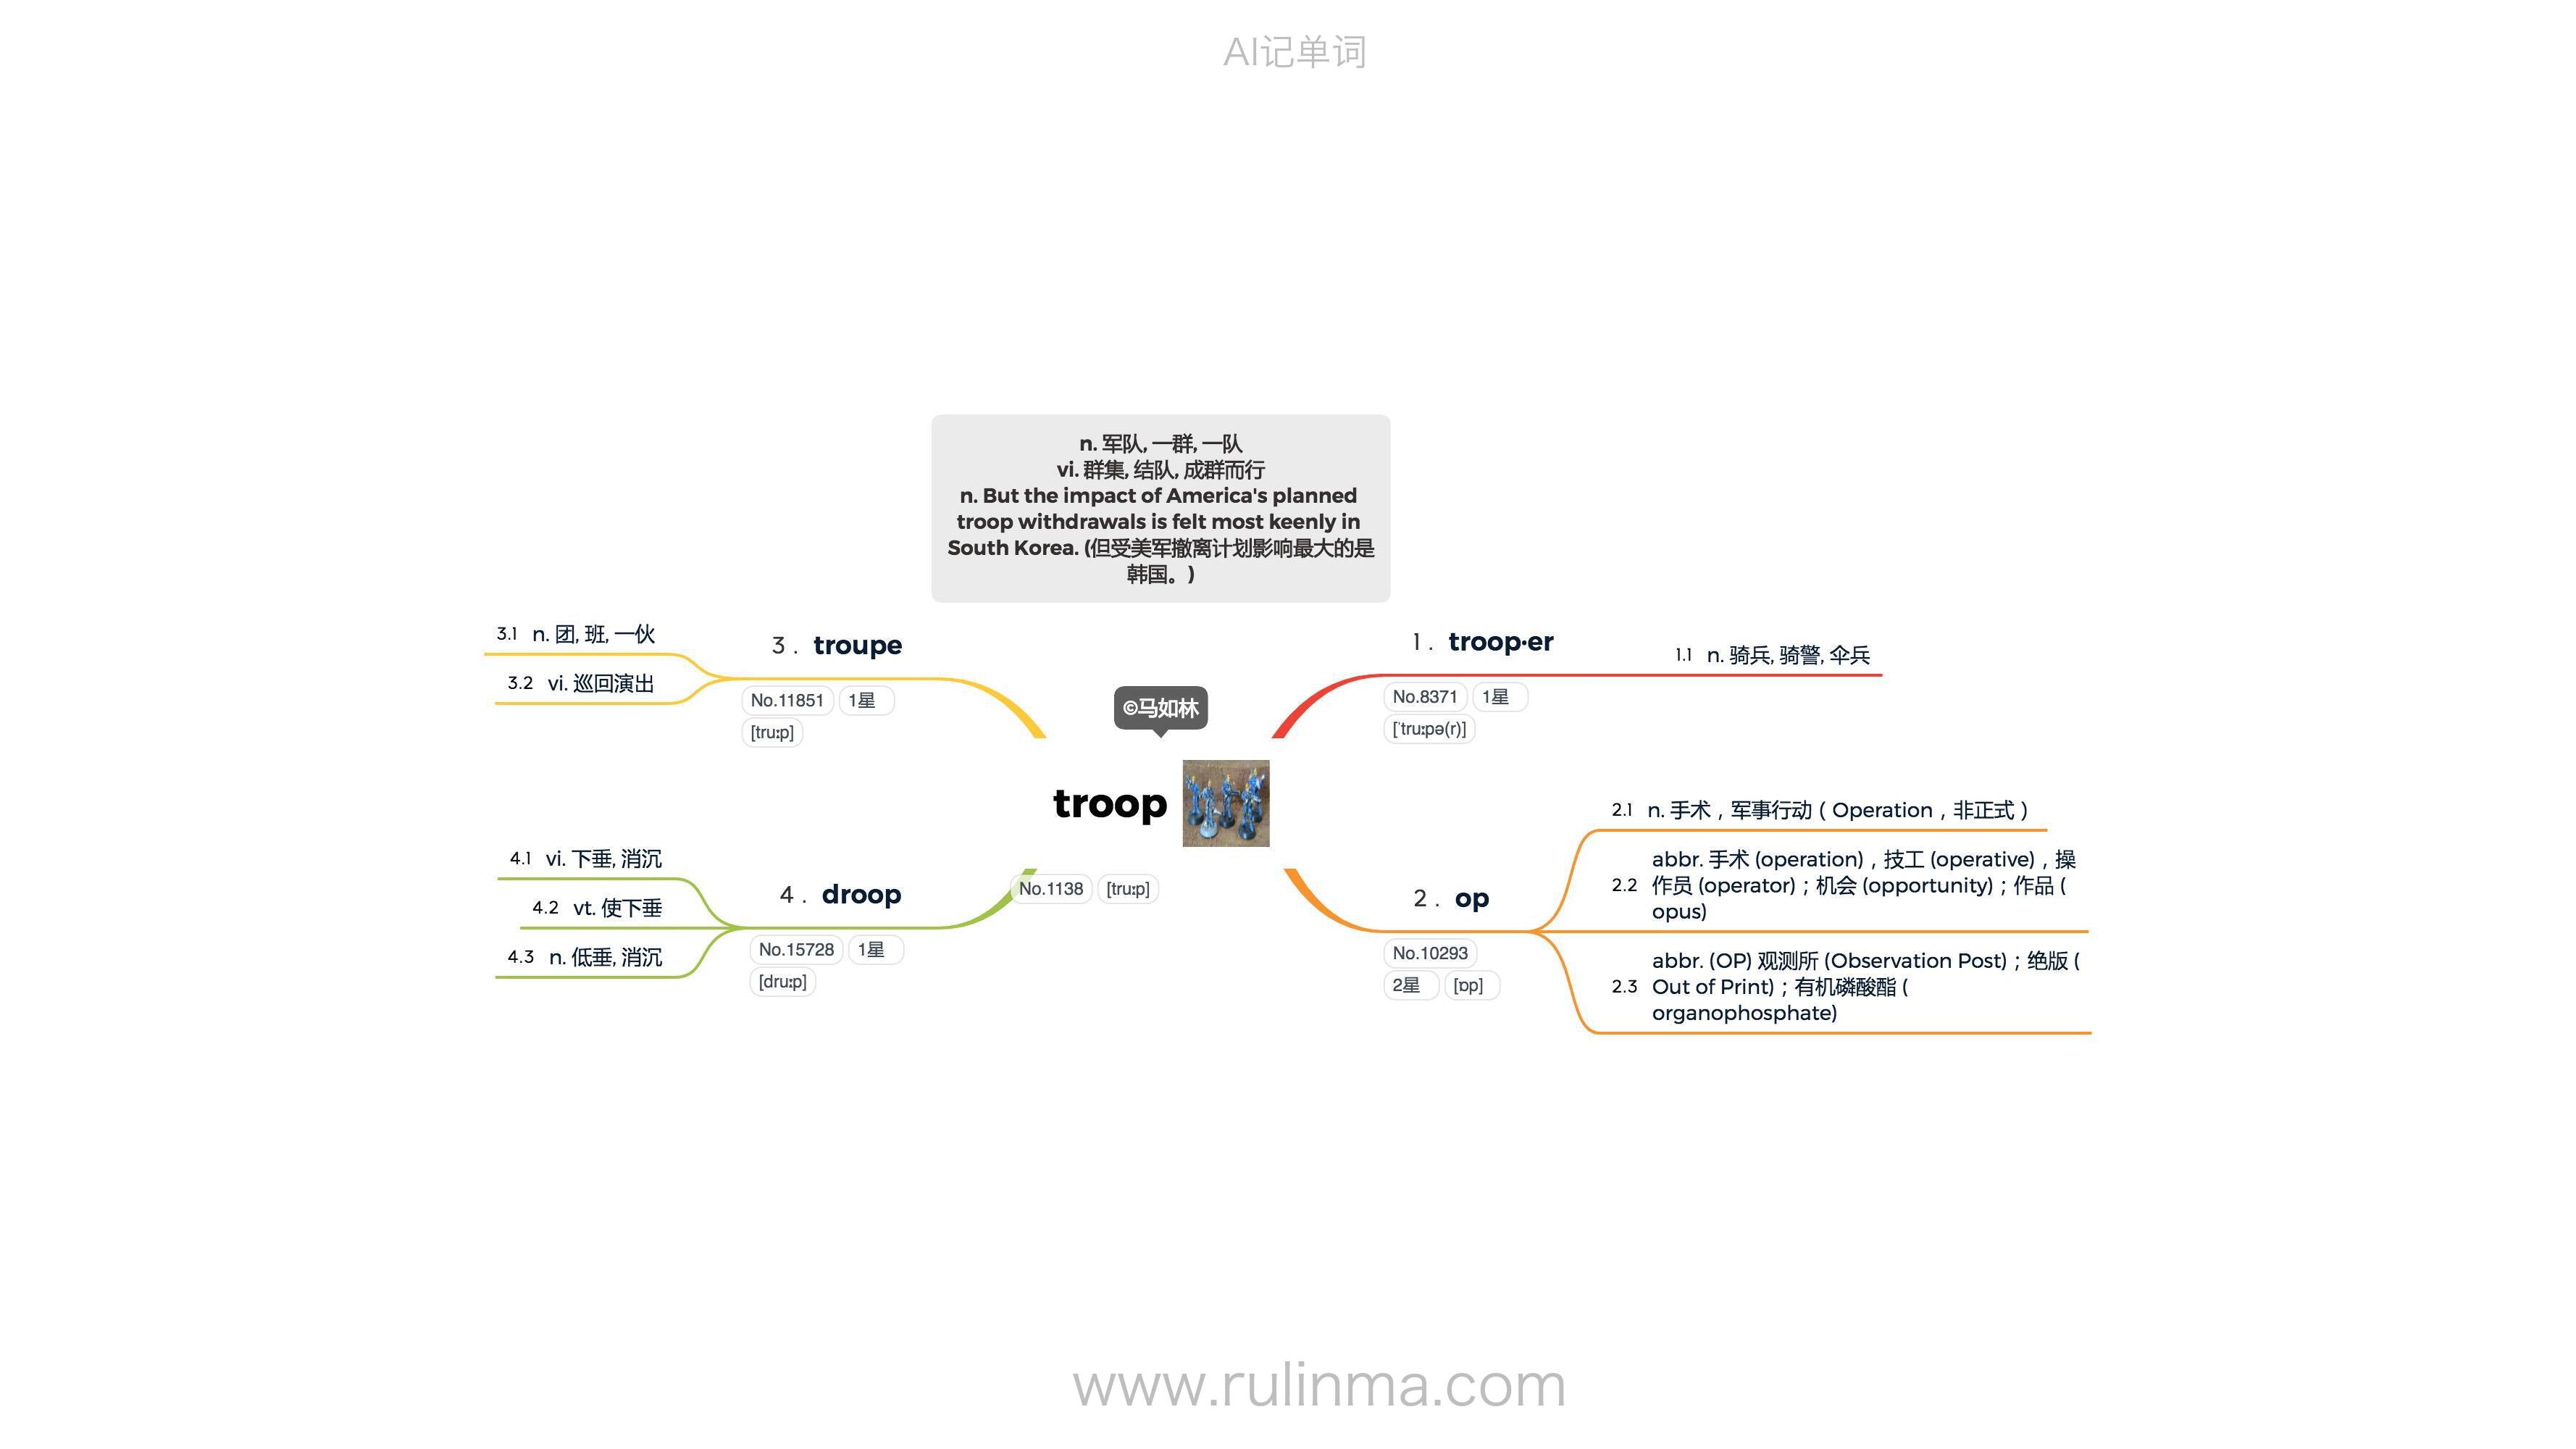 AI记单词
n. 军队, 一群, 一队
vi. 群集, 结队, 成群而行
n. But the impact of America's planned
troop withdrawals is felt most keenly in
South Korea. (但受美军撤离计划影响最大的是
韩国。)
©马如林
troop
No.1138 [tru:p]
1. troop·er
No.8371 1星
['tru:pə(r)]
1.1 n. 骑兵, 骑警, 伞兵
2. op
No.10293
2星 [ɒp]
2.1 n. 手术，军事行动（Operation，非正式）
2.2 abbr. 手术 (operation)，技工 (operative)，操
作员 (operator)；机会 (opportunity)；作品 (
opus)
2.3 abbr. (OP) 观测所 (Observation Post)；绝版 (
Out of Print)；有机磷酸酯 (
organophosphate)
3. troupe
No.11851 1星
[tru:p]
3.1 n. 团, 班, 一伙
3.2 vi. 巡回演出
4. droop
No.15728 1星
[dru:p]
4.1 vi. 下垂, 消沉
4.2 vt. 使下垂
4.3 n. 低垂, 消沉
www.rulinma.com